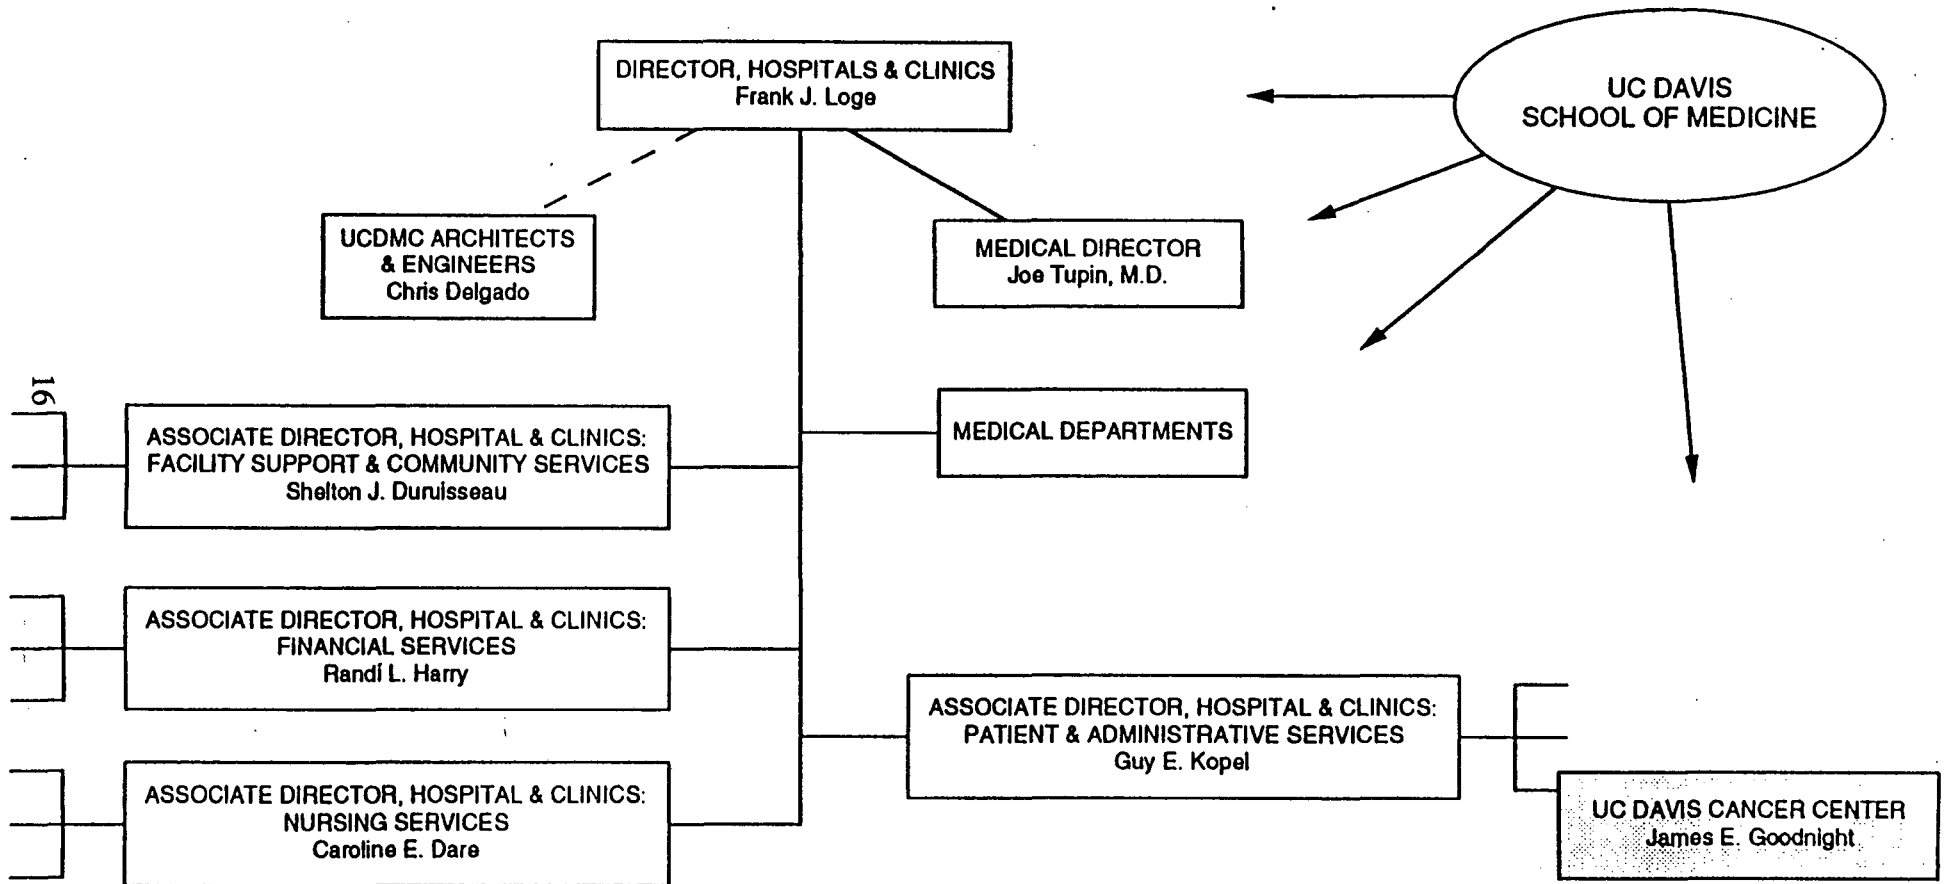 DIRECTOR, HOSPITALS & CLINICS
Frank J. Loge
UC DAVIS
SCHOOL OF MEDICINE
UCDMC ARCHITECTS
& ENGINEERS
Chris Delgado
MEDICAL DIRECTOR
Joe Tupin, M.D.
16
ASSOCIATE DIRECTOR, HOSPITAL & CLINICS:
FACILITY SUPPORT & COMMUNITY SERVICES
Shelton J. Duruisseau
MEDICAL DEPARTMENTS
ASSOCIATE DIRECTOR, HOSPITAL & CLINICS:
FINANCIAL SERVICES
Randi L. Harry
ASSOCIATE DIRECTOR, HOSPITAL & CLINICS:
PATIENT & ADMINISTRATIVE SERVICES
Guy E. Kopel
ASSOCIATE DIRECTOR, HOSPITAL & CLINICS:
NURSING SERVICES
Caroline E. Dare
UC DAVIS CANCER CENTER
James E. Goodnight